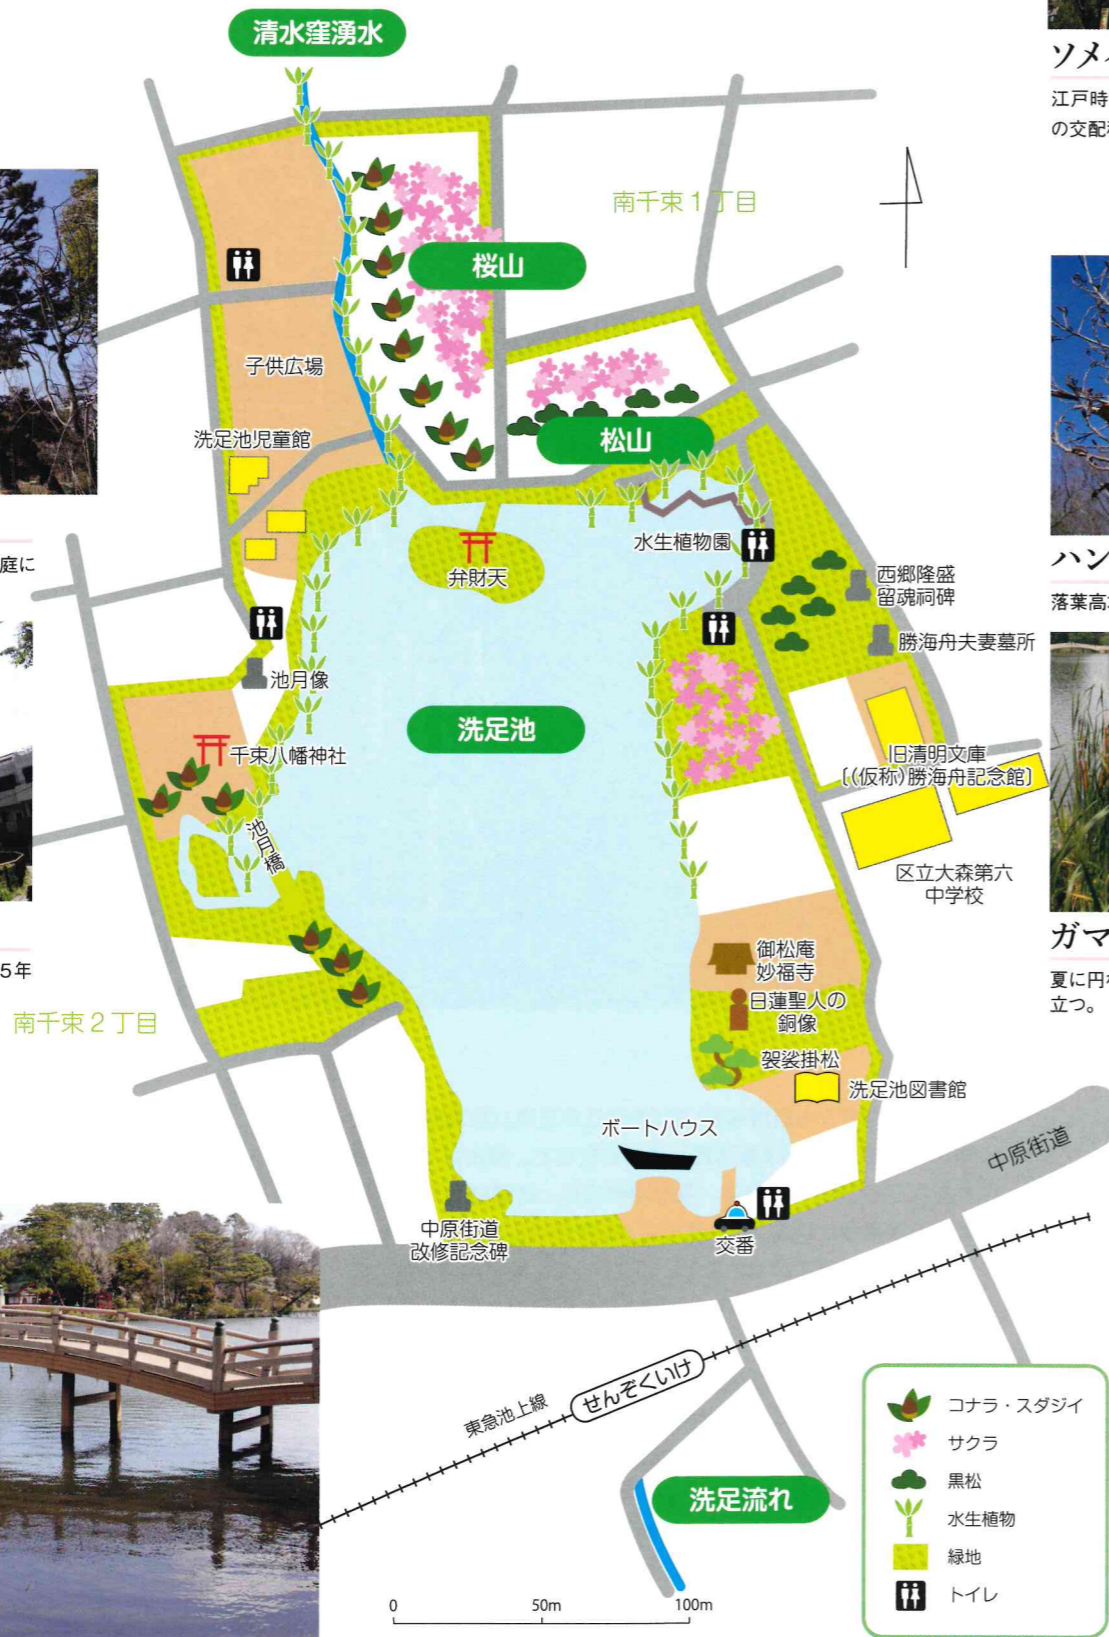 清水窪湧水
ソメイ
江戸時
の交配
南千束1丁目
桜山
子供広場
洗足池児童館
松山
水生植物園
弁財天
庭に
ハン
落葉高
西郷隆盛
留魂祠碑
勝海舟夫妻墓所
池月像
洗足池
千束八幡神社
旧清明文庫
〔(仮称)勝海舟記念館〕
池月橋
区立大森第六
中学校
ガマ
夏に円
立つ。
5年
南千束2丁目
御松庵
妙福寺
日蓮聖人の
銅像
袈裟掛松
洗足池図書館
ボートハウス
中原街道
中原街道
改修記念碑
交番
東急池上線
せんぞくいけ
洗足流れ
コナラ・スダジイ
サクラ
黒松
水生植物
緑地
トイレ
0 50m 100m